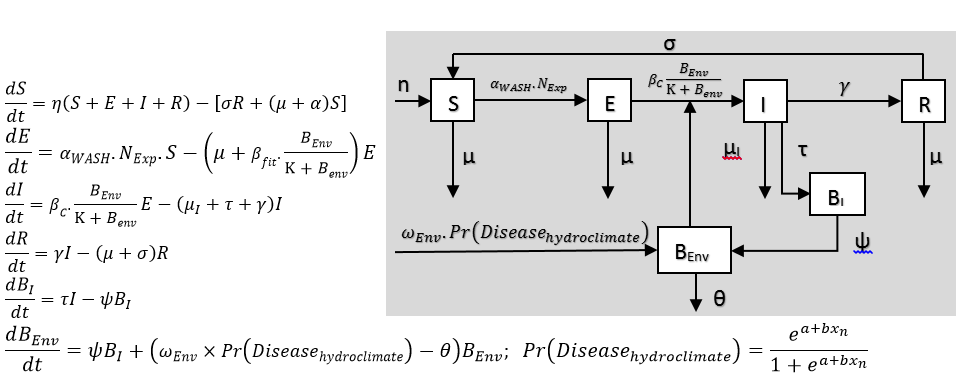 dS/dt = η(S + E + I + R) − [σR + (μ + α)S]
dE/dt = α_WASH.N_Exp.S − (μ + β_fit. B_Env/(K + B_env)) E
dI/dt = β_C. B_Env/(K + B_env) E − (μ_I + τ + γ)I
dR/dt = γI − (μ + σ)R
dB_I/dt = τI − ψB_I
dB_Env/dt = ψB_I + (ω_Env × Pr(Disease_hydroclimate) − θ)B_Env; Pr(Disease_hydroclimate) = e^(a+bx_n)/(1 + e^(a+bx_n))
σ
n
S
α_WASH.N_Exp
E
β_C B_Env/(K + B_env)
I
γ
R
μ
μ
μ_I
τ
μ
B_I
ω_Env.Pr(Disease_hydroclimate)
B_Env
ψ
θ